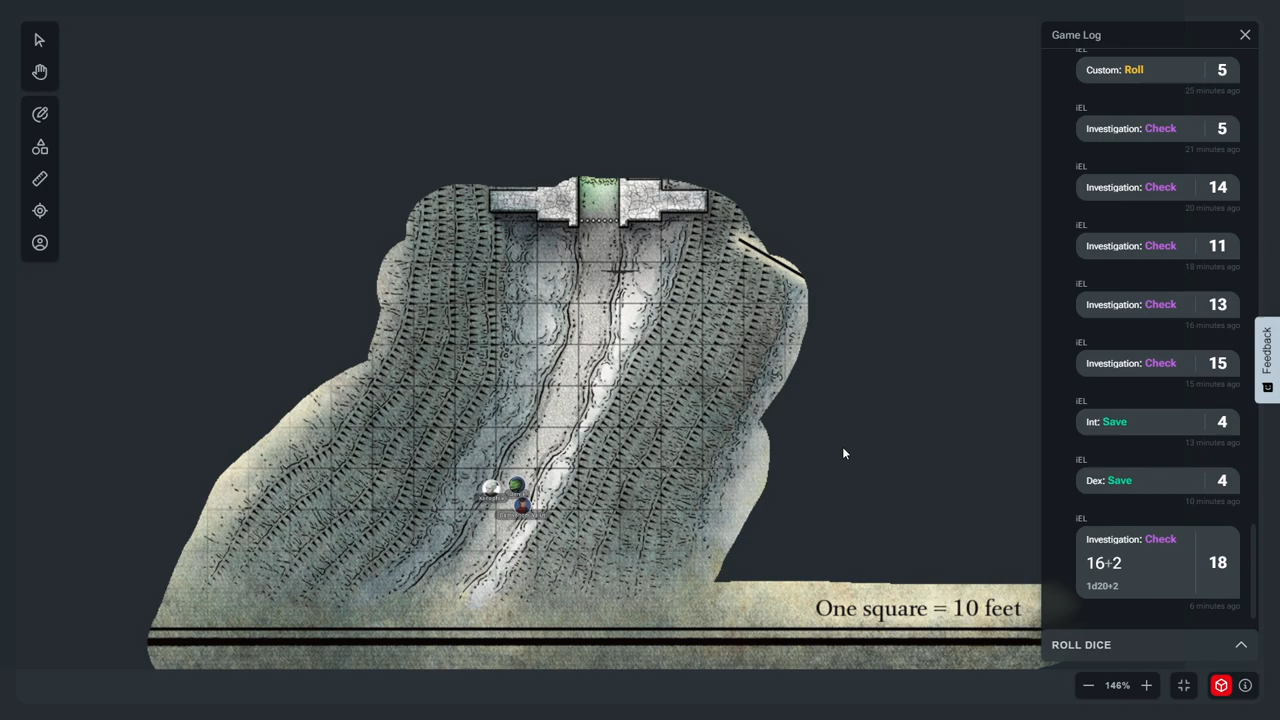 Game Log
iEL
Custom: Roll 5
25 minutes ago
iEL
Investigation: Check 5
21 minutes ago
iEL
Investigation: Check 14
20 minutes ago
iEL
Investigation: Check 11
18 minutes ago
iEL
Investigation: Check 13
16 minutes ago
iEL
Investigation: Check 15
15 minutes ago
iEL
Int: Save 4
13 minutes ago
iEL
Dex: Save 4
10 minutes ago
iEL
Investigation: Check
16+2 18
1d20+2
6 minutes ago
ROLL DICE
146%
Feedback
One square = 10 feet